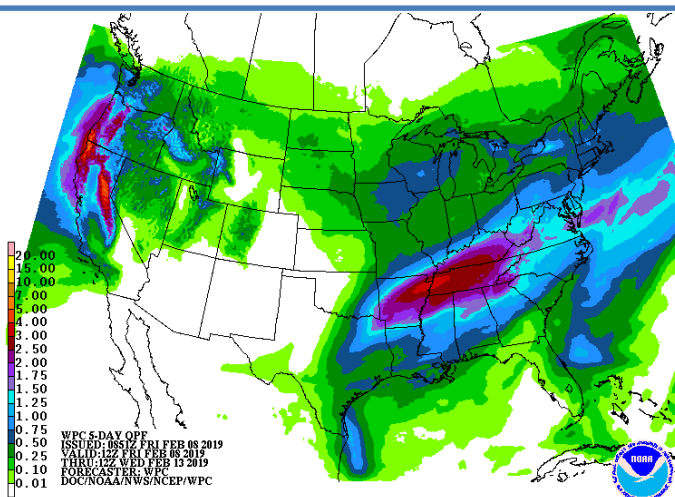 20.00
15.00
10.00
7.00
5.00
4.00
3.00
2.50
2.00
1.75
1.50
1.25
1.00
0.75
0.50
0.25
0.10
0.01
WPC 5-DAY QPF
ISSUED: 0851Z FRI FEB 08 2019
VALID:12Z FRI FEB 08 2019
THRU:12Z WED FEB 13 2019
FORECASTER: WPC
DOC/NOAA/NWS/NCEP/WPC
noaa